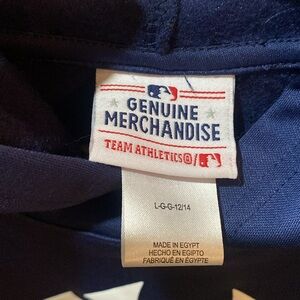 GENUINE
MERCHANDISE
TEAM ATHLETICS®/
L-G-G-12/14
MADE IN EGYPT
HECHO EN EGIPTO
FABRIQUÉ EN ÉGYPTE